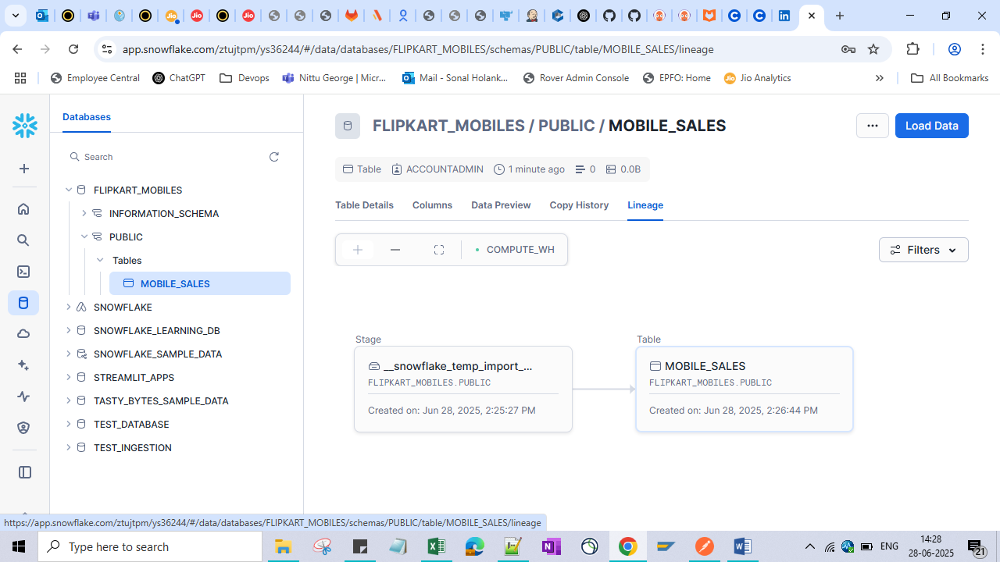 app.snowflake.com/ztujtpm/ys36244/#/data/databases/FLIPKART_MOBILES/schemas/PUBLIC/table/MOBILE_SALES/lineage
Employee Central
ChatGPT
Devops
Nittu George | Micr...
Mail - Sonal Holank...
Rover Admin Console
EPFO: Home
Jio Analytics
All Bookmarks
Databases
Search
FLIPKART_MOBILES
INFORMATION_SCHEMA
PUBLIC
Tables
MOBILE_SALES
SNOWFLAKE
SNOWFLAKE_LEARNING_DB
SNOWFLAKE_SAMPLE_DATA
STREAMLIT_APPS
TASTY_BYTES_SAMPLE_DATA
TEST_DATABASE
TEST_INGESTION
FLIPKART_MOBILES / PUBLIC / MOBILE_SALES
Load Data
Table
ACCOUNTADMIN
1 minute ago
0
0.0B
Table Details
Columns
Data Preview
Copy History
Lineage
COMPUTE_WH
Filters
Stage
__snowflake_temp_import_...
FLIPKART_MOBILES.PUBLIC
Created on: Jun 28, 2025, 2:25:27 PM
Table
MOBILE_SALES
FLIPKART_MOBILES.PUBLIC
Created on: Jun 28, 2025, 2:26:44 PM
https://app.snowflake.com/ztujtpm/ys36244/#/data/databases/FLIPKART_MOBILES/schemas/PUBLIC/table/MOBILE_SALES/lineage
Type here to search
ENG
14:28
28-06-2025
21